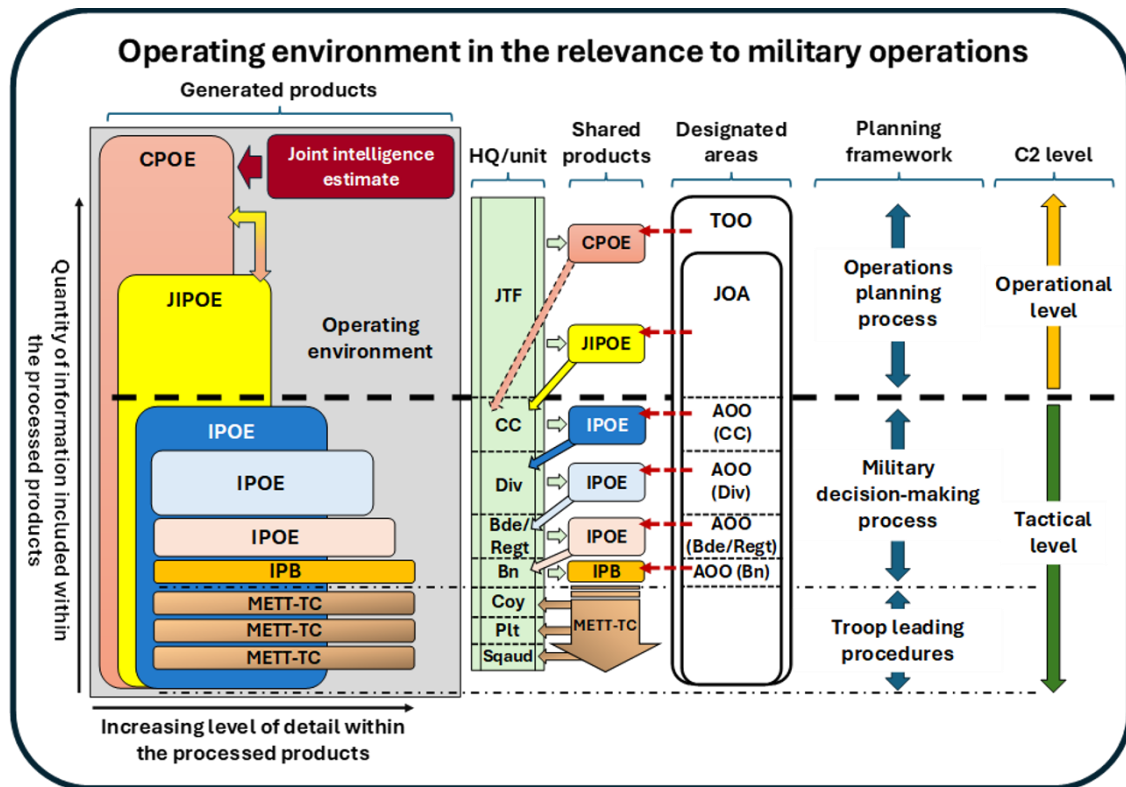 Operating environment in the relevance to military operations
Generated products
HQ/unit
Shared
products
Designated
areas
Planning
framework
C2 level
CPOE
Joint intelligence
estimate
JIPOE
Operating
environment
IPOE
IPOE
IPOE
IPB
METT-TC
METT-TC
METT-TC
Quantity of information included within
the processed products
Increasing level of detail within
the processed products
JTF
CC
Div
Bde/
Regt
Bn
Coy
Plt
Sqaud
CPOE
JIPOE
IPOE
IPOE
IPOE
IPB
METT-TC
TOO
JOA
AOO
(CC)
AOO
(Div)
AOO
(Bde/Regt)
AOO (Bn)
Operations
planning
process
Military
decision-making
process
Troop leading
procedures
Operational
level
Tactical
level